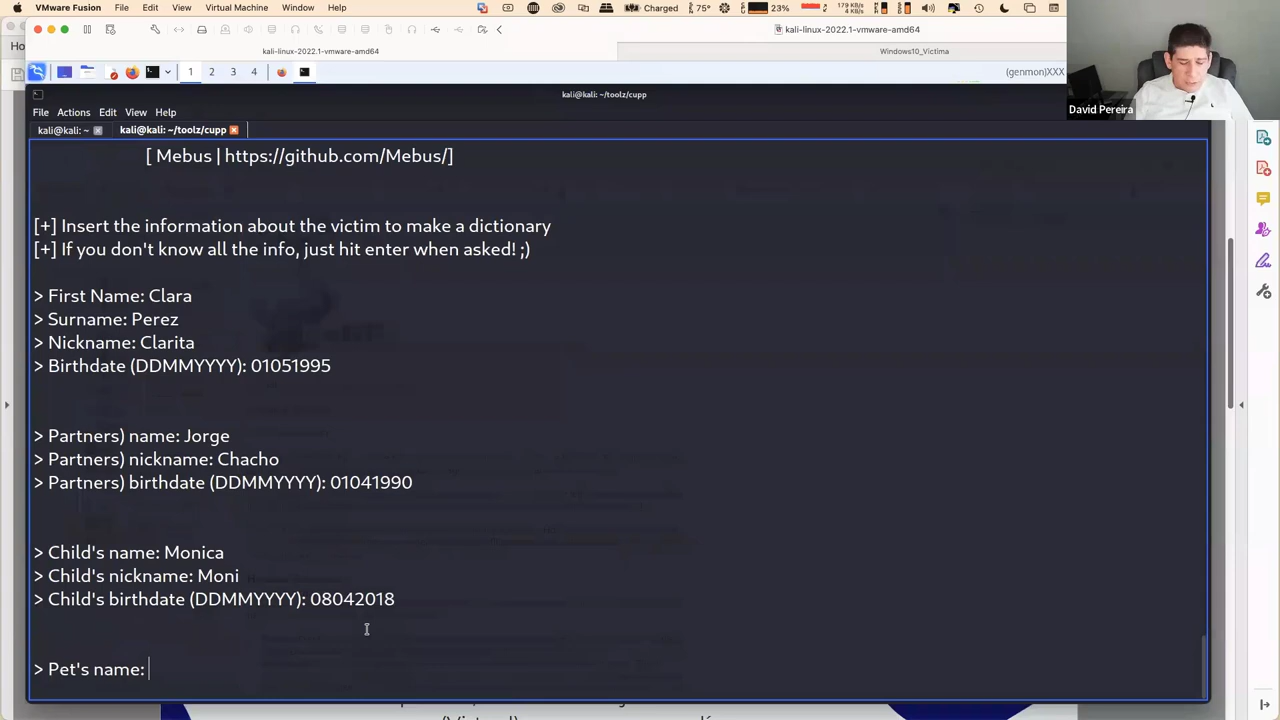 VMware Fusion File Edit View Virtual Machine Window Help Charged 75° 23% 179 KB/s 4 KB/s
kali-linux-2022.1-vmware-amd64
kali-linux-2022.1-vmware-amd64 Windows10_Victima
1 2 3 4 (genmon)XXX
kali@kali: ~/toolz/cupp
David Pereira
File Actions Edit View Help
kali@kali: ~ kali@kali: ~/toolz/cupp
[ Mebus | https://github.com/Mebus/]
[+] Insert the information about the victim to make a dictionary
[+] If you don't know all the info, just hit enter when asked! ;)
> First Name: Clara
> Surname: Perez
> Nickname: Clarita
> Birthdate (DDMMYYYY): 01051995
> Partners) name: Jorge
> Partners) nickname: Chacho
> Partners) birthdate (DDMMYYYY): 01041990
> Child's name: Monica
> Child's nickname: Moni
> Child's birthdate (DDMMYYYY): 08042018
> Pet's name: